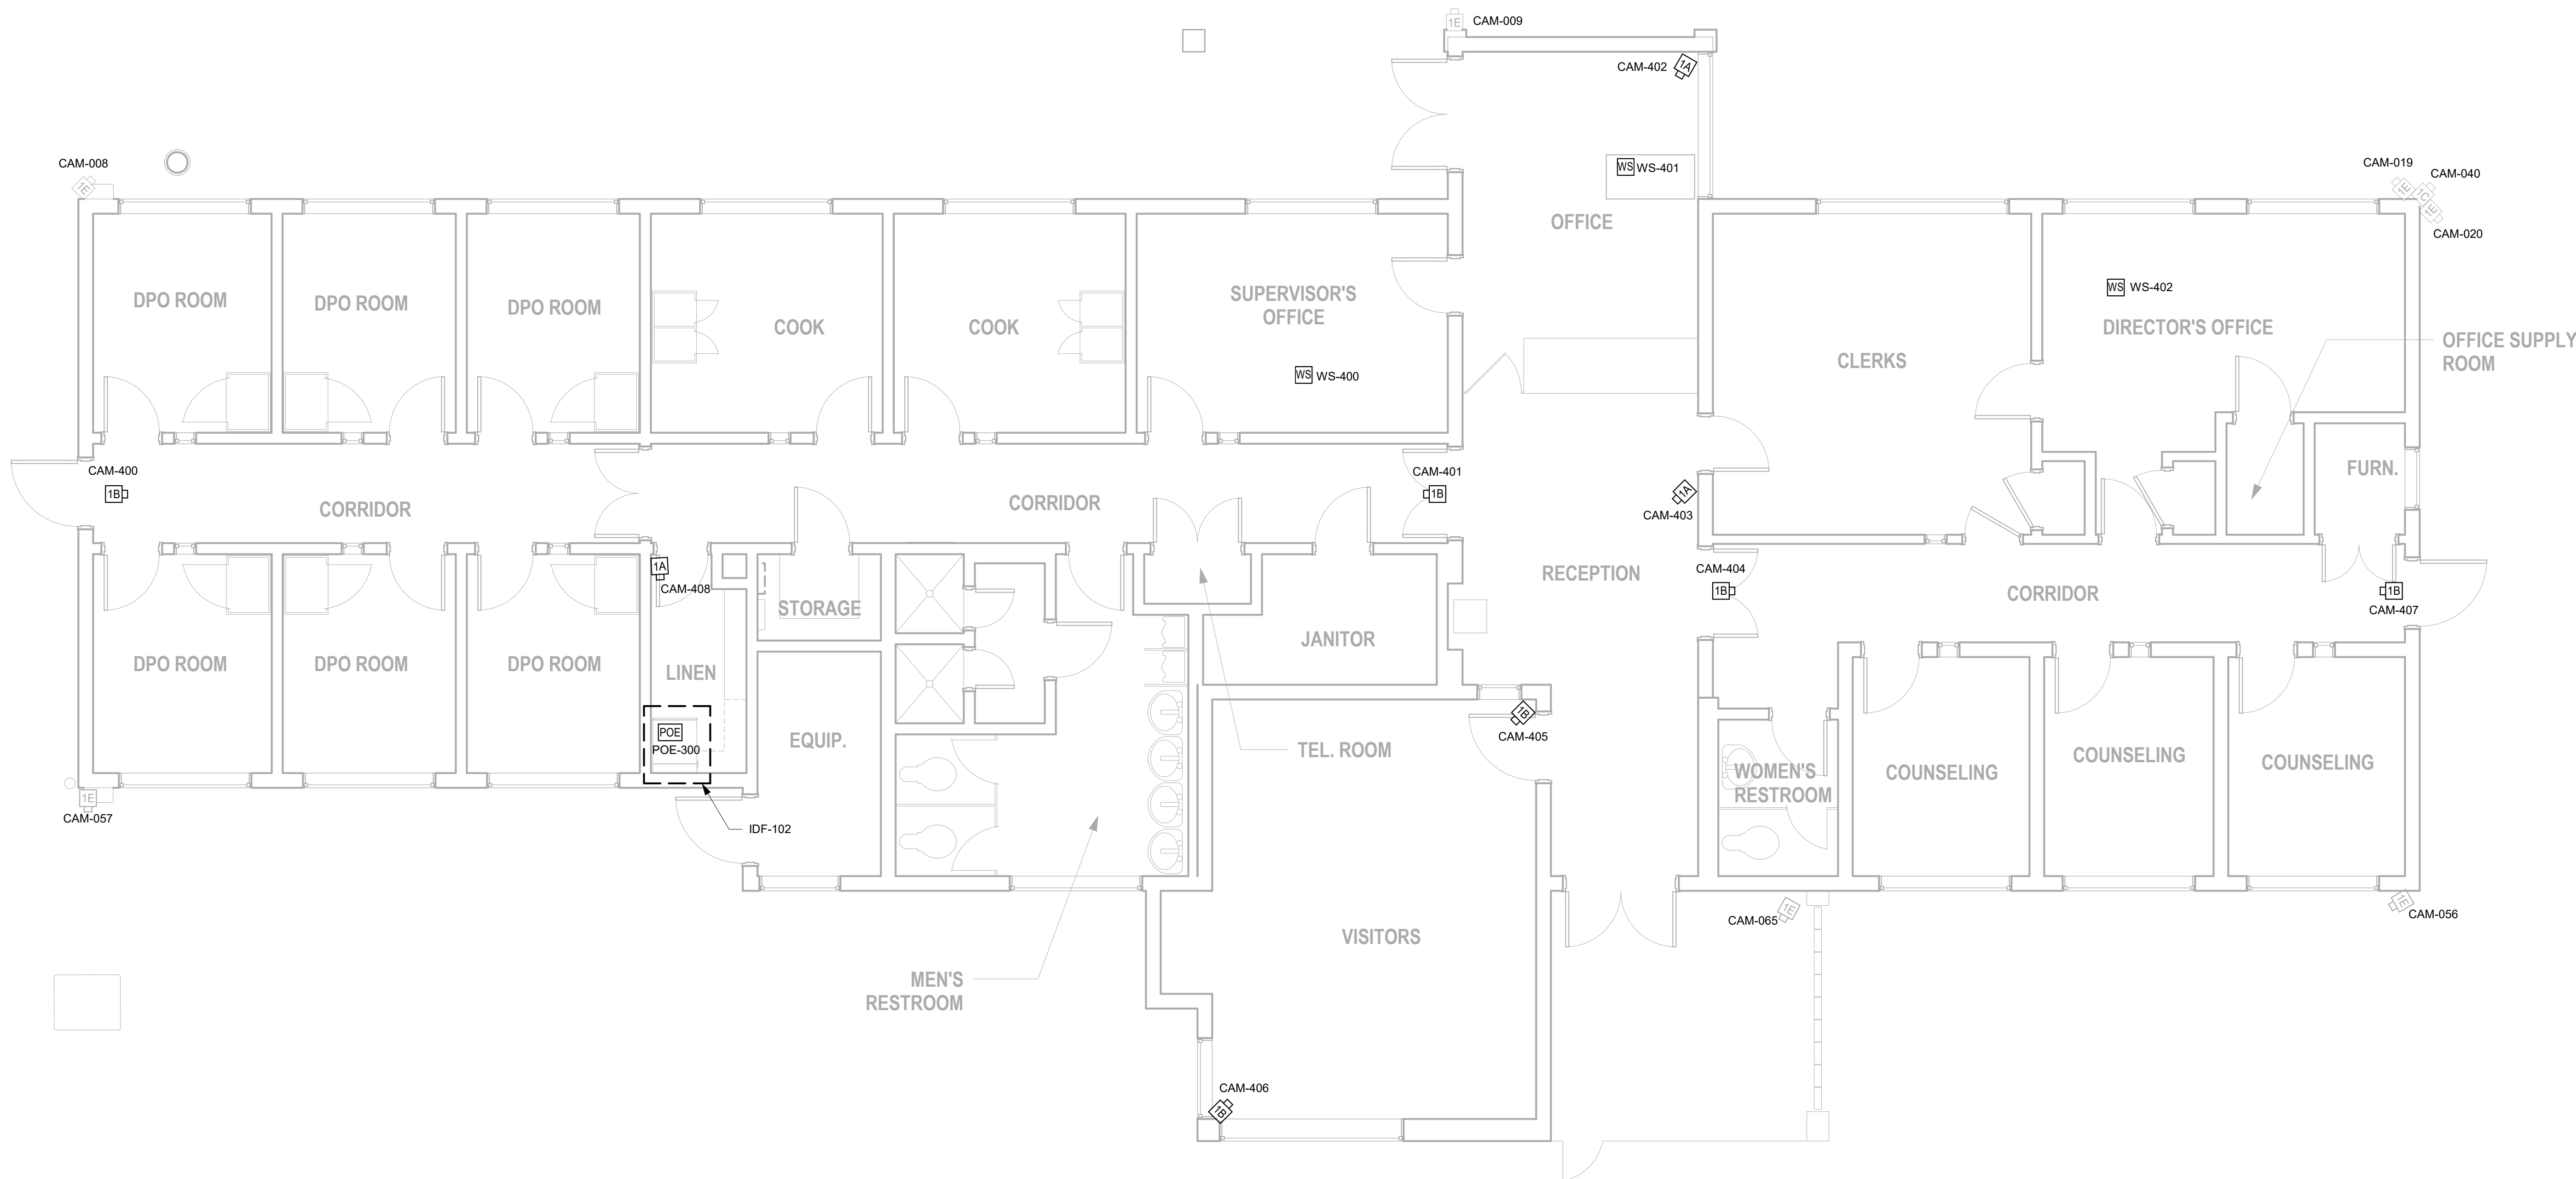 1E CAM-009
CAM-402 1A
CAM-008
1E
WS WS-401
CAM-019
CAM-040
1E
1C
1E
CAM-020
OFFICE
DPO ROOM
DPO ROOM
DPO ROOM
COOK
COOK
SUPERVISOR'S
OFFICE
WS WS-400
CLERKS
WS WS-402
DIRECTOR'S OFFICE
OFFICE SUPPLY
ROOM
CAM-400
1B
CORRIDOR
CORRIDOR
CAM-401
1B
1A
CAM-403
FURN.
1A
CAM-408
STORAGE
RECEPTION
CAM-404
1B
CORRIDOR
1B
CAM-407
DPO ROOM
DPO ROOM
DPO ROOM
LINEN
JANITOR
POE
POE-300
EQUIP.
TEL. ROOM
1B
CAM-405
WOMEN'S
RESTROOM
COUNSELING
COUNSELING
COUNSELING
1E
CAM-057
IDF-102
CAM-065 1E
1E
CAM-056
VISITORS
MEN'S
RESTROOM
CAM-406
1B